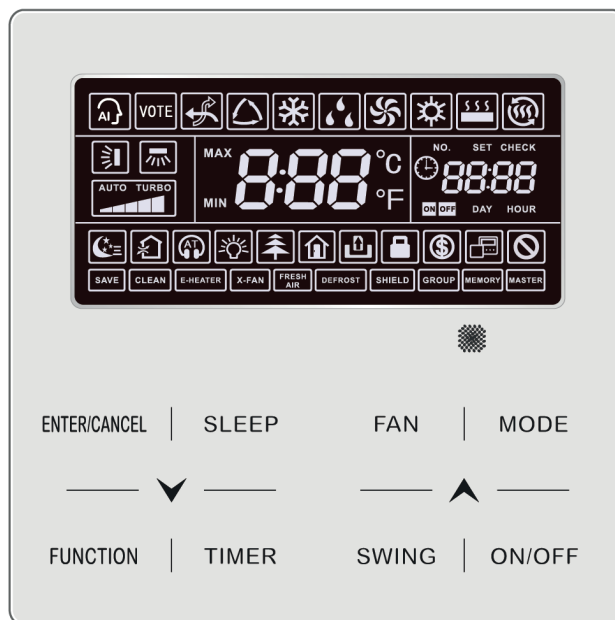 AI VOTE
NO. SET CHECK
MAX 8:88 °C
88:88
AUTO TURBO
MIN °F ON OFF DAY HOUR
AT $
SAVE CLEAN E-HEATER X-FAN FRESH AIR DEFROST SHIELD GROUP MEMORY MASTER
ENTER/CANCEL SLEEP FAN MODE
FUNCTION TIMER SWING ON/OFF